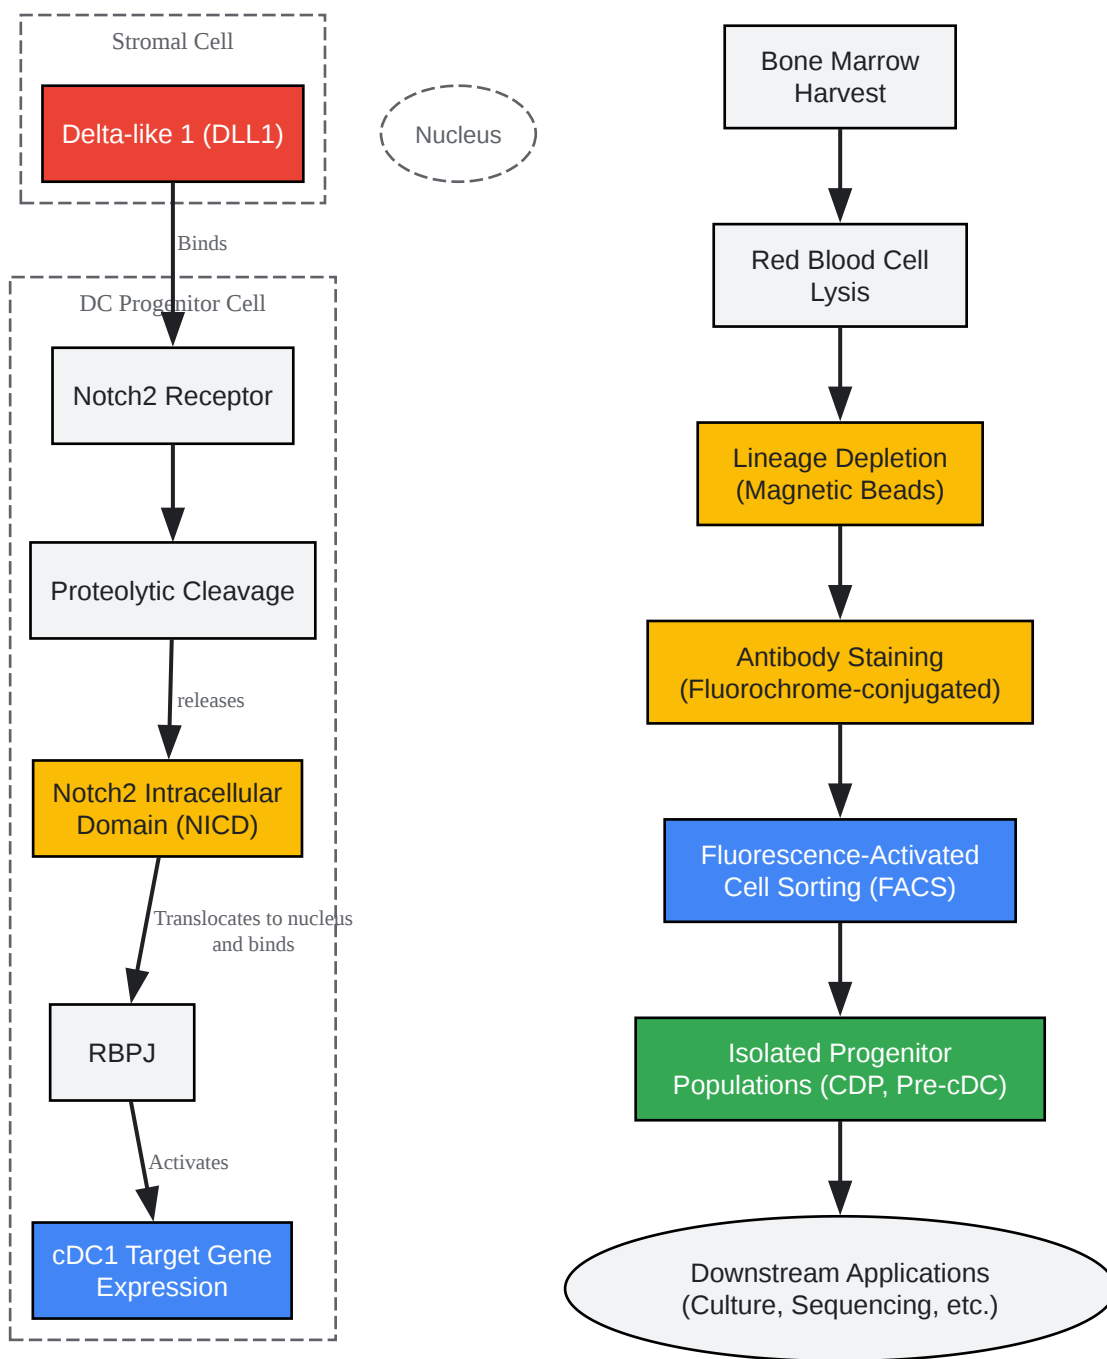 Stromal Cell
Delta-like 1 (DLL1)
Nucleus
Binds
DC Progenitor Cell
Notch2 Receptor
Proteolytic Cleavage
releases
Notch2 Intracellular
Domain (NICD)
Translocates to nucleus
and binds
RBPJ
Activates
cDC1 Target Gene
Expression
Bone Marrow
Harvest
Red Blood Cell
Lysis
Lineage Depletion
(Magnetic Beads)
Antibody Staining
(Fluorochrome-conjugated)
Fluorescence-Activated
Cell Sorting (FACS)
Isolated Progenitor
Populations (CDP, Pre-cDC)
Downstream Applications
(Culture, Sequencing, etc.)